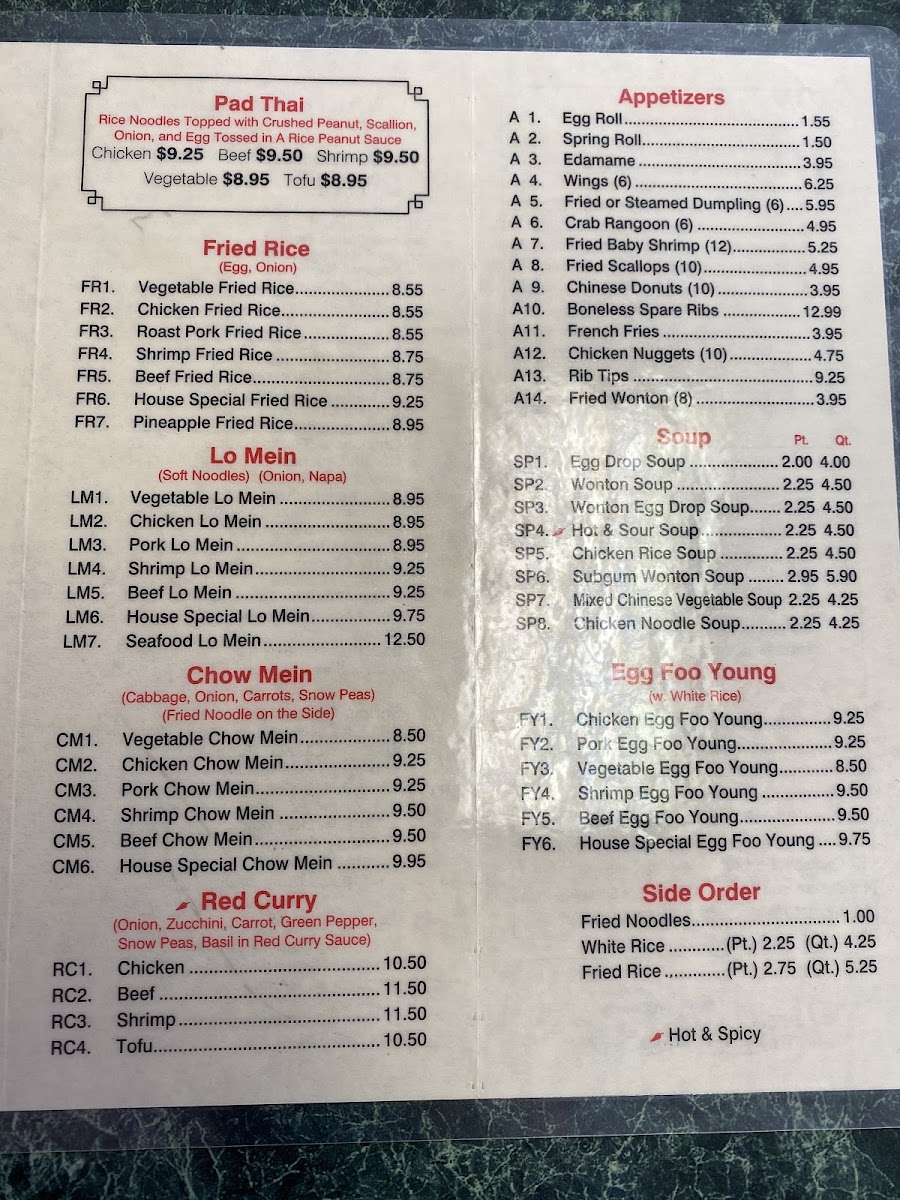 Pad Thai
Rice Noodles Topped with Crushed Peanut, Scallion,
Onion, and Egg Tossed in A Rice Peanut Sauce
Chicken $9.25 Beef $9.50 Shrimp $9.50
Vegetable $8.95 Tofu $8.95
Fried Rice
(Egg, Onion)
FR1. Vegetable Fried Rice 8.55
FR2. Chicken Fried Rice 8.55
FR3. Roast Pork Fried Rice 8.55
FR4. Shrimp Fried Rice 8.75
FR5. Beef Fried Rice 8.75
FR6. House Special Fried Rice 9.25
FR7. Pineapple Fried Rice 8.95
Lo Mein
(Soft Noodles) (Onion, Napa)
LM1. Vegetable Lo Mein 8.95
LM2. Chicken Lo Mein 8.95
LM3. Pork Lo Mein 8.95
LM4. Shrimp Lo Mein 9.25
LM5. Beef Lo Mein 9.25
LM6. House Special Lo Mein 9.75
LM7. Seafood Lo Mein 12.50
Chow Mein
(Cabbage, Onion, Carrots, Snow Peas)
(Fried Noodle on the Side)
CM1. Vegetable Chow Mein 8.50
CM2. Chicken Chow Mein 9.25
CM3. Pork Chow Mein 9.25
CM4. Shrimp Chow Mein 9.50
CM5. Beef Chow Mein 9.50
CM6. House Special Chow Mein 9.95
Red Curry
(Onion, Zucchini, Carrot, Green Pepper,
Snow Peas, Basil in Red Curry Sauce)
RC1. Chicken 10.50
RC2. Beef 11.50
RC3. Shrimp 11.50
RC4. Tofu 10.50
Appetizers
A 1. Egg Roll 1.55
A 2. Spring Roll 1.50
A 3. Edamame 3.95
A 4. Wings (6) 6.25
A 5. Fried or Steamed Dumpling (6) 5.95
A 6. Crab Rangoon (6) 4.95
A 7. Fried Baby Shrimp (12) 5.25
A 8. Fried Scallops (10) 4.95
A 9. Chinese Donuts (10) 3.95
A10. Boneless Spare Ribs 12.99
A11. French Fries 3.95
A12. Chicken Nuggets (10) 4.75
A13. Rib Tips 9.25
A14. Fried Wonton (8) 3.95
Soup Pt. Qt.
SP1. Egg Drop Soup 2.00 4.00
SP2. Wonton Soup 2.25 4.50
SP3. Wonton Egg Drop Soup 2.25 4.50
SP4. Hot & Sour Soup 2.25 4.50
SP5. Chicken Rice Soup 2.25 4.50
SP6. Subgum Wonton Soup 2.95 5.90
SP7. Mixed Chinese Vegetable Soup 2.25 4.25
SP8. Chicken Noodle Soup 2.25 4.25
Egg Foo Young
(w. White Rice)
FY1. Chicken Egg Foo Young 9.25
FY2. Pork Egg Foo Young 9.25
FY3. Vegetable Egg Foo Young 8.50
FY4. Shrimp Egg Foo Young 9.50
FY5. Beef Egg Foo Young 9.50
FY6. House Special Egg Foo Young 9.75
Side Order
Fried Noodles 1.00
White Rice (Pt.) 2.25 (Qt.) 4.25
Fried Rice (Pt.) 2.75 (Qt.) 5.25
Hot & Spicy